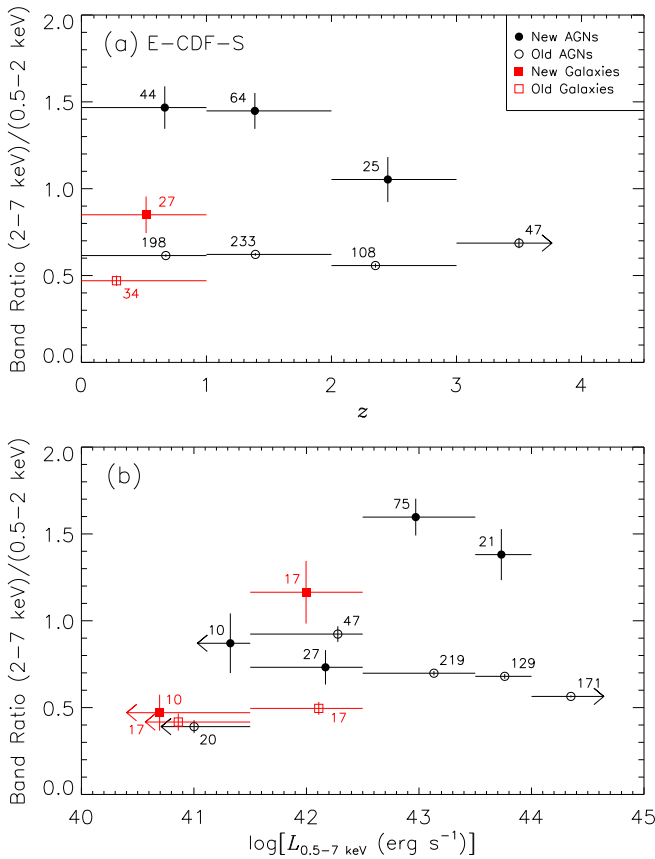 (a) E-CDF-S
New AGNs
Old AGNs
New Galaxies
Old Galaxies
Band Ratio (2−7 keV)/(0.5−2 keV)
2.0
1.5
1.0
0.5
0.0
44
64
25
27
198
233
108
47
34
0 1 2 3 4
z
(b)
Band Ratio (2−7 keV)/(0.5−2 keV)
2.0
1.5
1.0
0.5
0.0
75
21
17
10
47
27
219
129
171
10
17
20
17
40 41 42 43 44 45
log[L0.5−7 keV (erg s−1)]